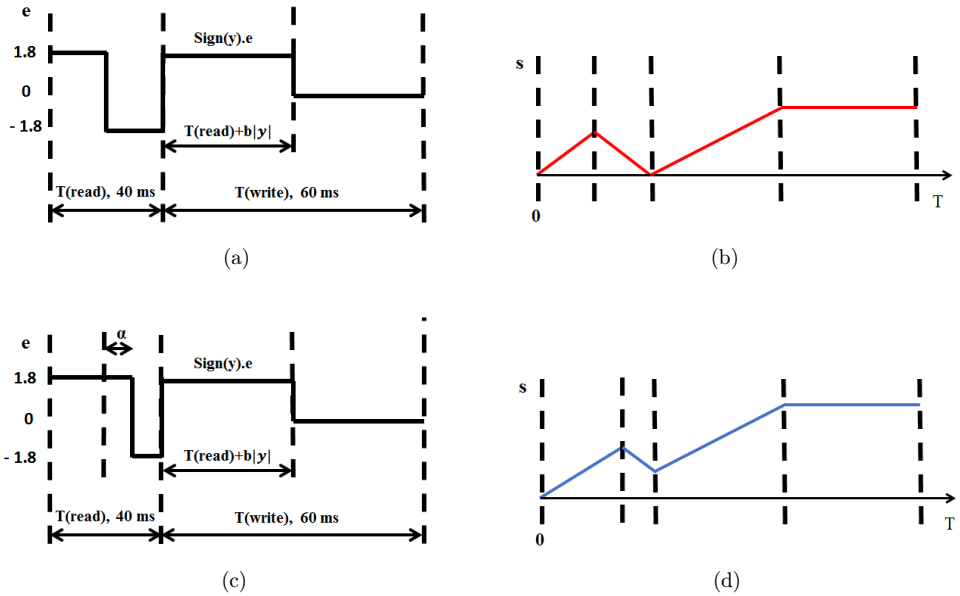 e
1.8
0
- 1.8
Sign(y).e
T(read)+b|y|
T(read), 40 ms
T(write), 60 ms
(a)
s
0
T
(b)
e
1.8
0
- 1.8
α
Sign(y).e
T(read)+b|y|
T(read), 40 ms
T(write), 60 ms
(c)
s
0
T
(d)